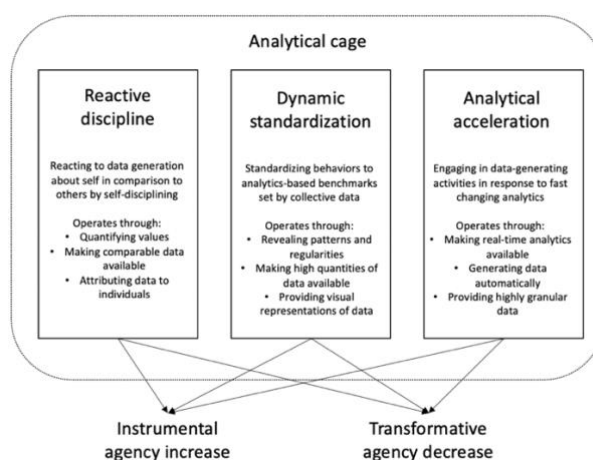 Analytical cage
Reactive
discipline
Reacting to data generation
about self in comparison to
others by self-disciplining
Operates through:
• Quantifying values
• Making comparable data
available
• Attributing data to
individuals
Dynamic
standardization
Standardizing behaviors to
analytics-based benchmarks
set by collective data
Operates through:
• Revealing patterns and
regularities
• Making high quantities of
data available
• Providing visual
representations of data
Analytical
acceleration
Engaging in data-generating
activities in response to fast
changing analytics
Operates through:
• Making real-time analytics
available
• Generating data
automatically
• Providing highly granular
data
Instrumental
agency increase
Transformative
agency decrease